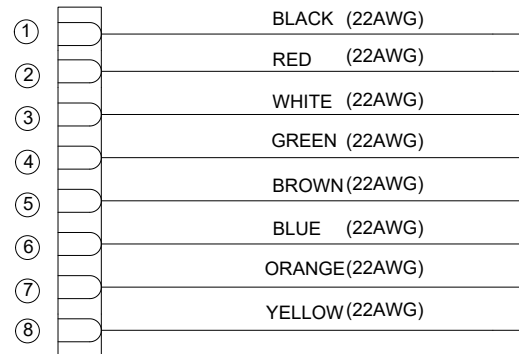 1 BLACK (22AWG)
2 RED (22AWG)
3 WHITE (22AWG)
4 GREEN (22AWG)
5 BROWN (22AWG)
6 BLUE (22AWG)
7 ORANGE (22AWG)
8 YELLOW (22AWG)